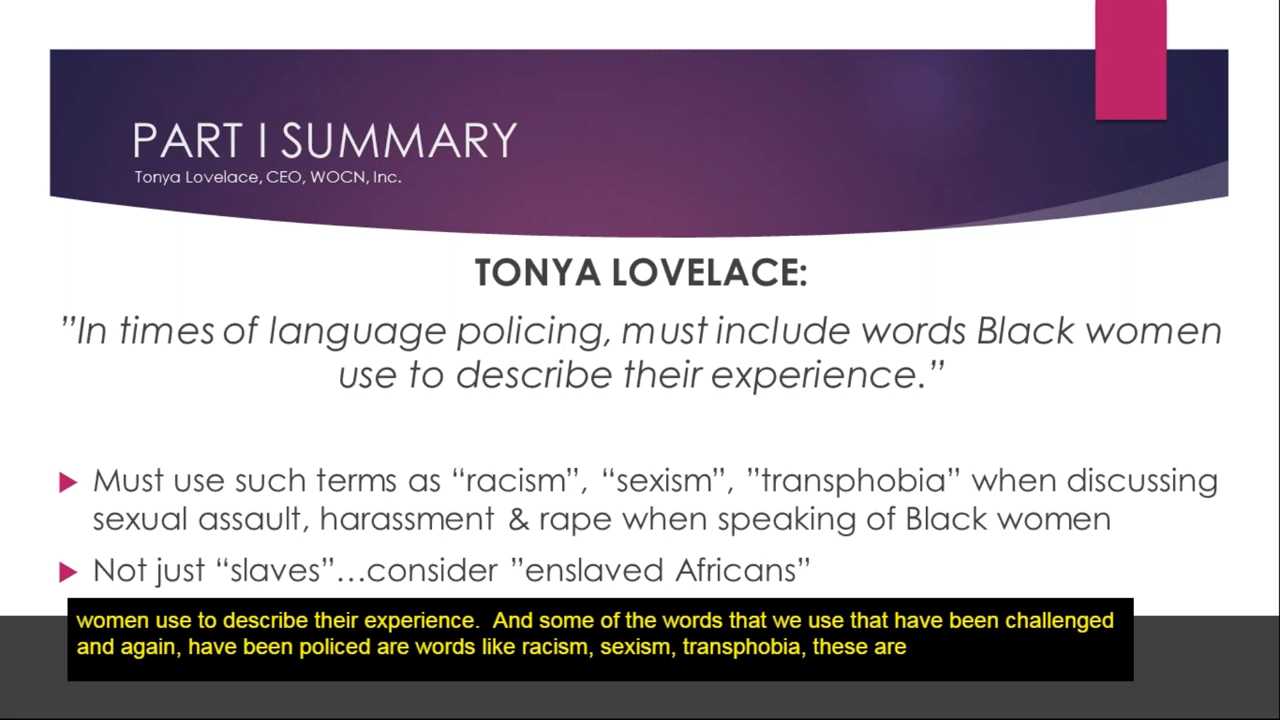 PART I SUMMARY
Tonya Lovelace, CEO, WOCN, Inc.
TONYA LOVELACE:
”In times of language policing, must include words Black women
use to describe their experience.”
Must use such terms as “racism”, “sexism”, ”transphobia” when discussing
sexual assault, harassment & rape when speaking of Black women
Not just “slaves”…consider ”enslaved Africans”
women use to describe their experience.  And some of the words that we use that have been challenged
and again, have been policed are words like racism, sexism, transphobia, these are